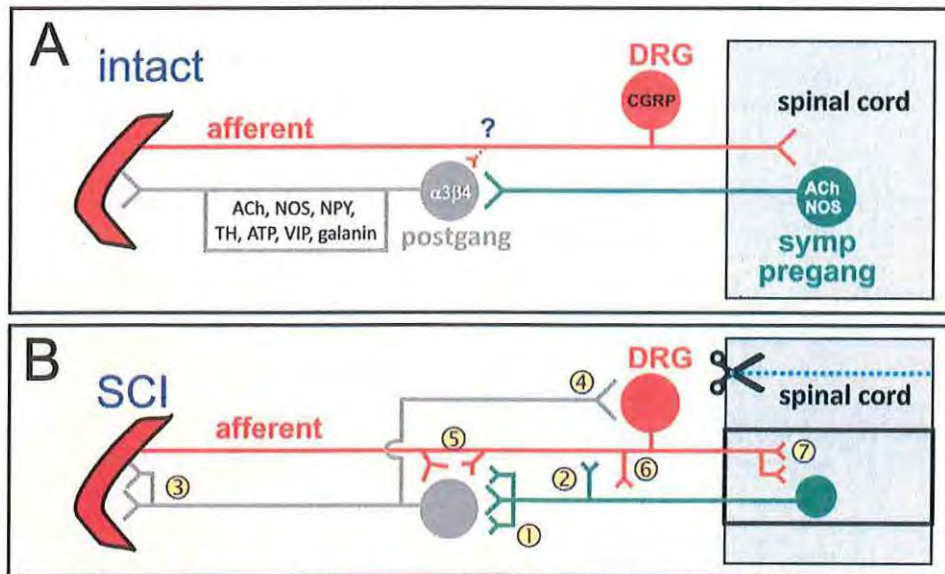 A
intact
DRG
CGRP
spinal cord
afferent
?
α3β4
ACh
NOS
ACh, NOS, NPY,
TH, ATP, VIP, galanin
postgang
symp
pregang
B
SCI
DRG
④
spinal cord
afferent
⑤
⑦
③
②
⑥
①